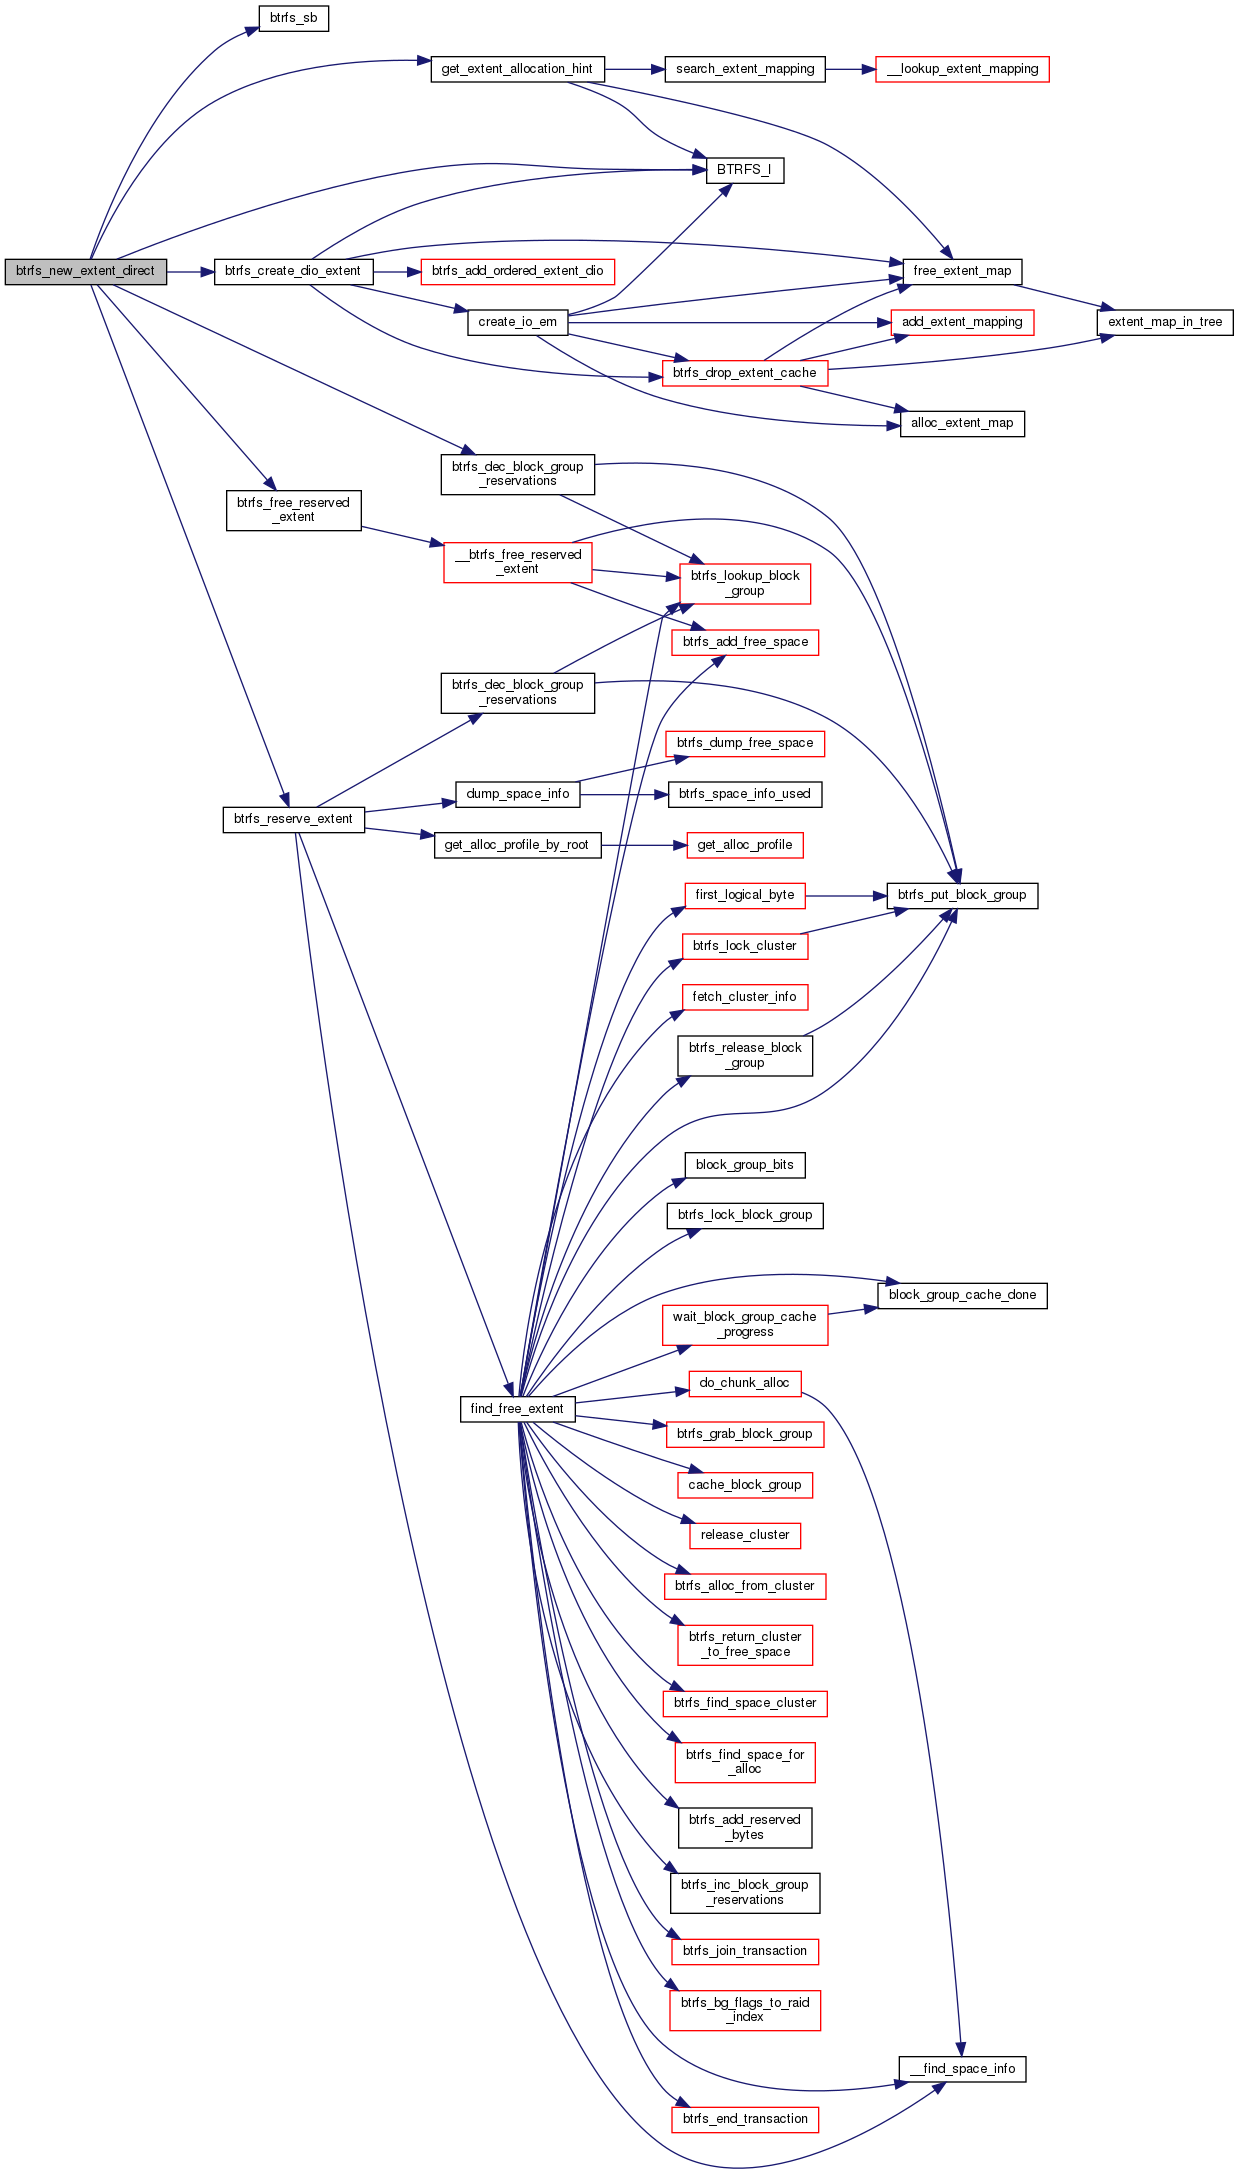 btrfs_sb
get_extent_allocation_hint
search_extent_mapping
__lookup_extent_mapping
BTRFS_I
btrfs_new_extent_direct
btrfs_create_dio_extent
btrfs_add_ordered_extent_dio
free_extent_map
create_io_em
add_extent_mapping
extent_map_in_tree
btrfs_drop_extent_cache
alloc_extent_map
btrfs_dec_block_group
_reservations
btrfs_free_reserved
_extent
__btrfs_free_reserved
_extent
btrfs_lookup_block
_group
btrfs_add_free_space
btrfs_dec_block_group
_reservations
btrfs_dump_free_space
dump_space_info
btrfs_space_info_used
btrfs_reserve_extent
get_alloc_profile_by_root
get_alloc_profile
first_logical_byte
btrfs_put_block_group
btrfs_lock_cluster
fetch_cluster_info
btrfs_release_block
_group
block_group_bits
btrfs_lock_block_group
block_group_cache_done
wait_block_group_cache
_progress
do_chunk_alloc
find_free_extent
btrfs_grab_block_group
cache_block_group
release_cluster
btrfs_alloc_from_cluster
btrfs_return_cluster
_to_free_space
btrfs_find_space_cluster
btrfs_find_space_for
_alloc
btrfs_add_reserved
_bytes
btrfs_inc_block_group
_reservations
btrfs_join_transaction
btrfs_bg_flags_to_raid
_index
__find_space_info
btrfs_end_transaction